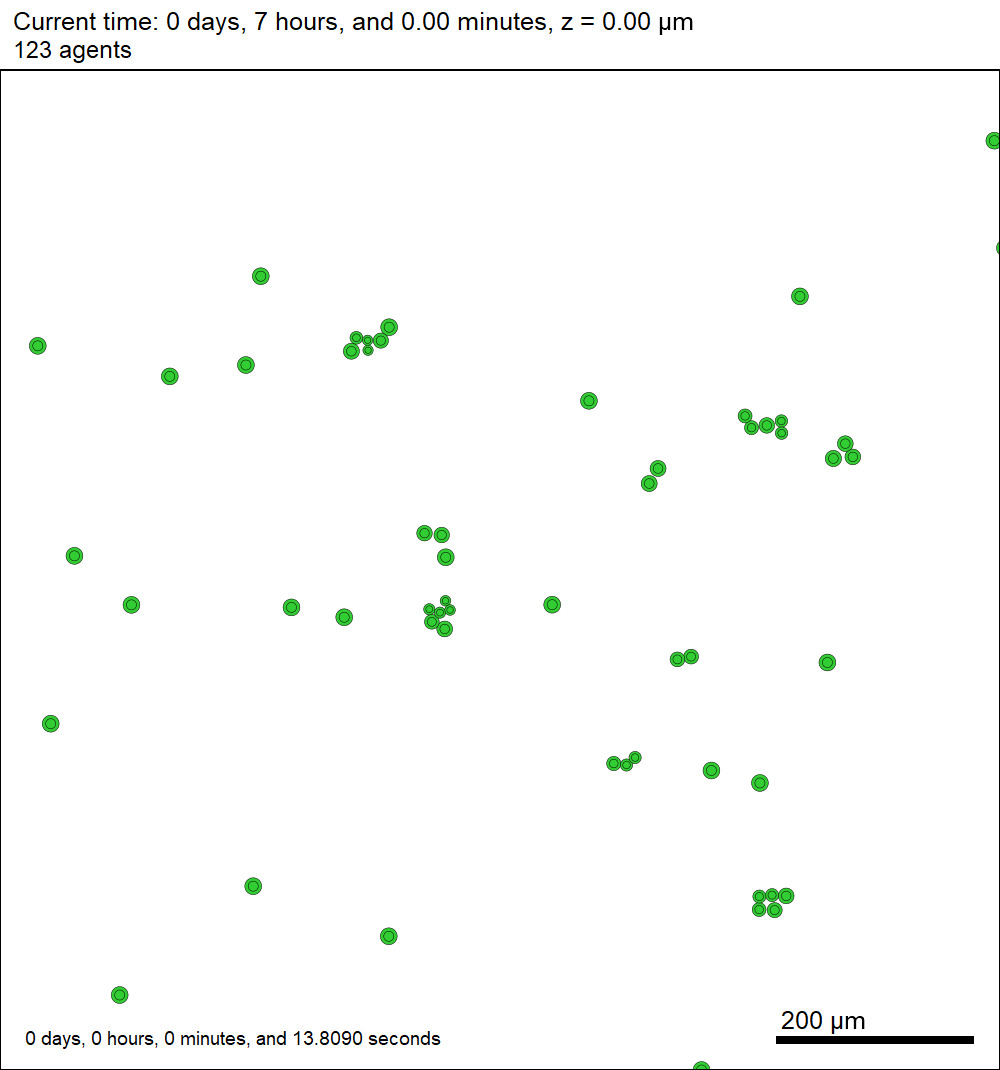 Current time: 0 days, 7 hours, and 0.00 minutes, z = 0.00 μm
123 agents
200 μm
0 days, 0 hours, 0 minutes, and 13.8090 seconds